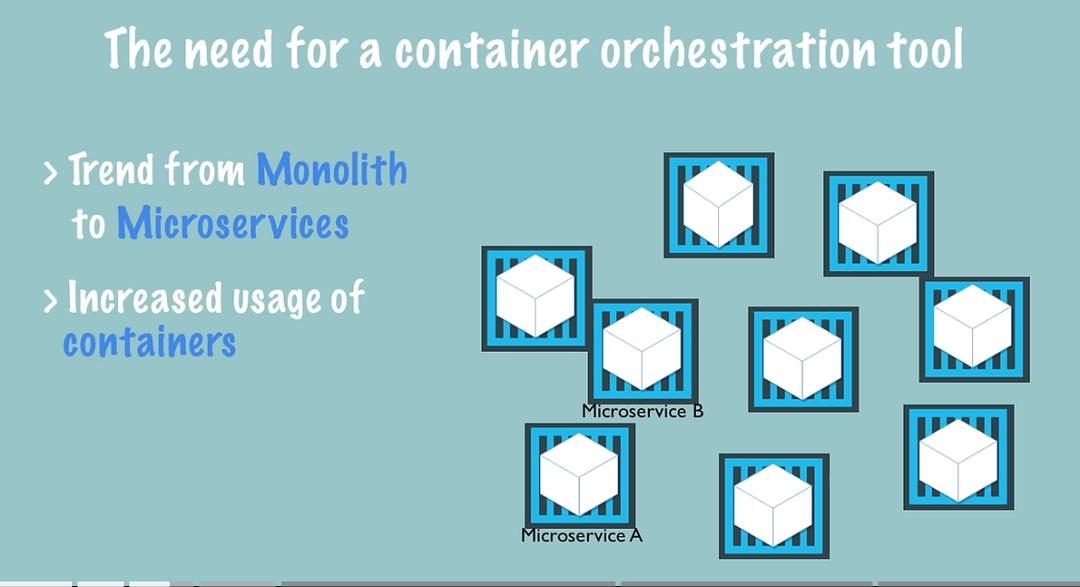 The need for a container orchestration tool
> Trend from Monolith
to Microservices
> Increased usage of
containers
Microservice B
Microservice A